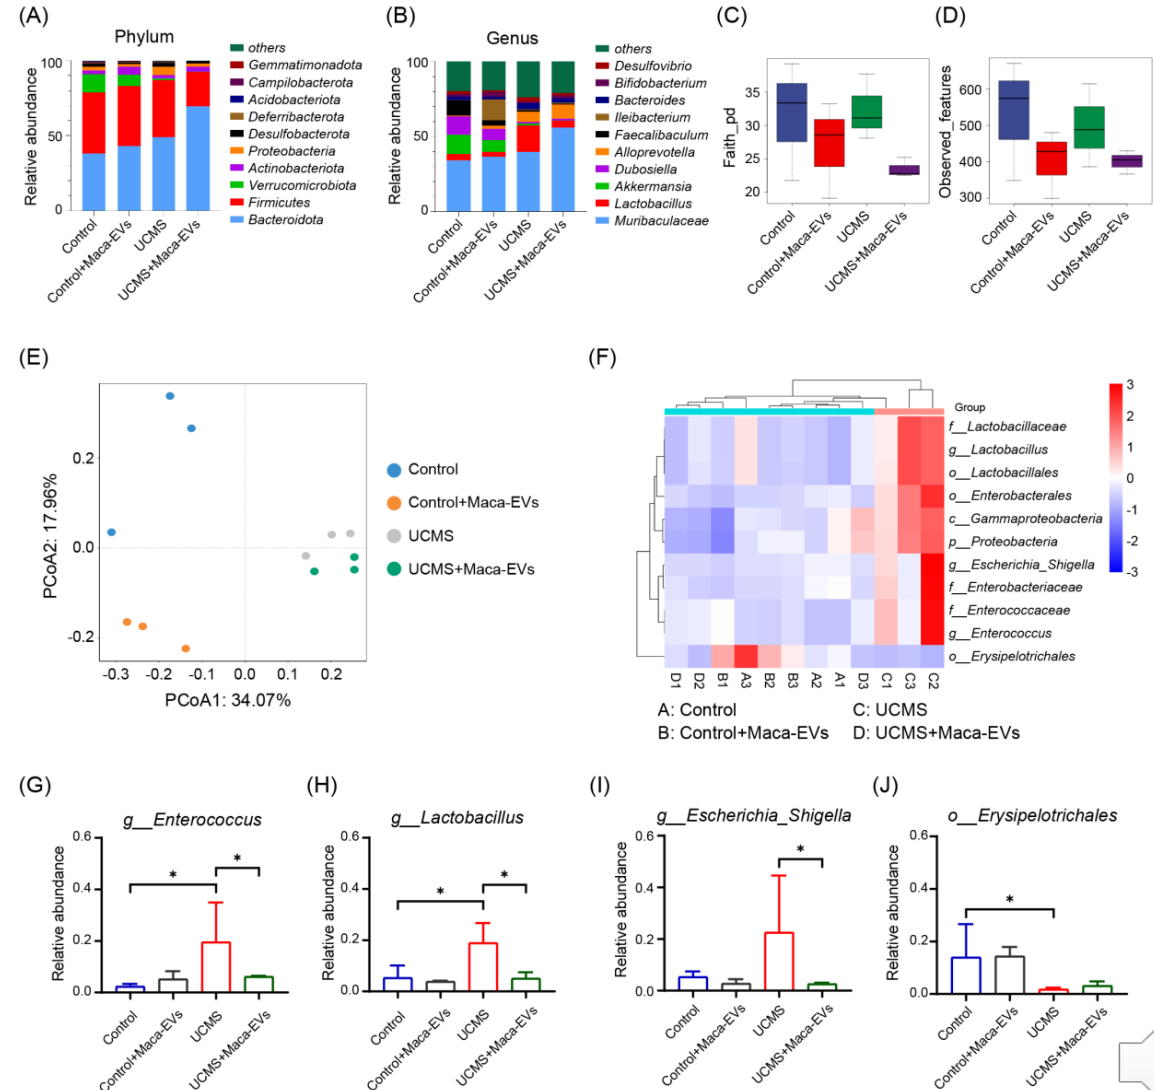 (A)
Phylum
Relative abundance
100
50
0
Control
Control+Maca-EVs
UCMS
UCMS+Maca-EVs
others
Gemmatimonadota
Campilobacterota
Acidobacteriota
Deferribacterota
Desulfobacterota
Proteobacteria
Actinobacteriota
Verrucomicrobiota
Firmicutes
Bacteroidota
(B)
Genus
Relative abundance
100
50
0
Control
Control+Maca-EVs
UCMS
UCMS+Maca-EVs
others
Desulfovibrio
Bifidobacterium
Bacteroides
Ileibacterium
Faecalibaculum
Alloprevotella
Dubosiella
Akkermansia
Lactobacillus
Muribaculaceae
(C)
Faith_pd
35
30
25
20
Control
Control+Maca-EVs
UCMS
UCMS+Maca-EVs
(D)
Observed_features
600
500
400
300
Control
Control+Maca-EVs
UCMS
UCMS+Maca-EVs
(E)
PCoA2: 17.96%
0.2
0.0
-0.2
-0.3
-0.2
-0.1
0.0
0.1
0.2
PCoA1: 34.07%
Control
Control+Maca-EVs
UCMS
UCMS+Maca-EVs
(F)
Group
f__Lactobacillaceae
g__Lactobacillus
o__Lactobacillales
o__Enterobacterales
c__Gammaproteobacteria
p__Proteobacteria
g__Escherichia_Shigella
f__Enterobacteriaceae
f__Enterococcaceae
g__Enterococcus
o__Erysipelotrichales
3
2
1
0
-1
-2
-3
D1 D2 B1 A3 B2 B3 A2 A1 D3 C1 C3 C2
A: Control C: UCMS
B: Control+Maca-EVs D: UCMS+Maca-EVs
(G)
g__Enterococcus
Relative abundance
0.6
0.4
0.2
0.0
*
*
Control
Control+Maca-EVs
UCMS
UCMS+Maca-EVs
(H)
g__Lactobacillus
Relative abundance
0.6
0.4
0.2
0.0
*
*
Control
Control+Maca-EVs
UCMS
UCMS+Maca-EVs
(I)
g__Escherichia_Shigella
Relative abundance
0.6
0.4
0.2
0.0
*
Control
Control+Maca-EVs
UCMS
UCMS+Maca-EVs
(J)
o__Erysipelotrichales
Relative abundance
0.6
0.4
0.2
0.0
*
Control
Control+Maca-EVs
UCMS
UCMS+Maca-EVs